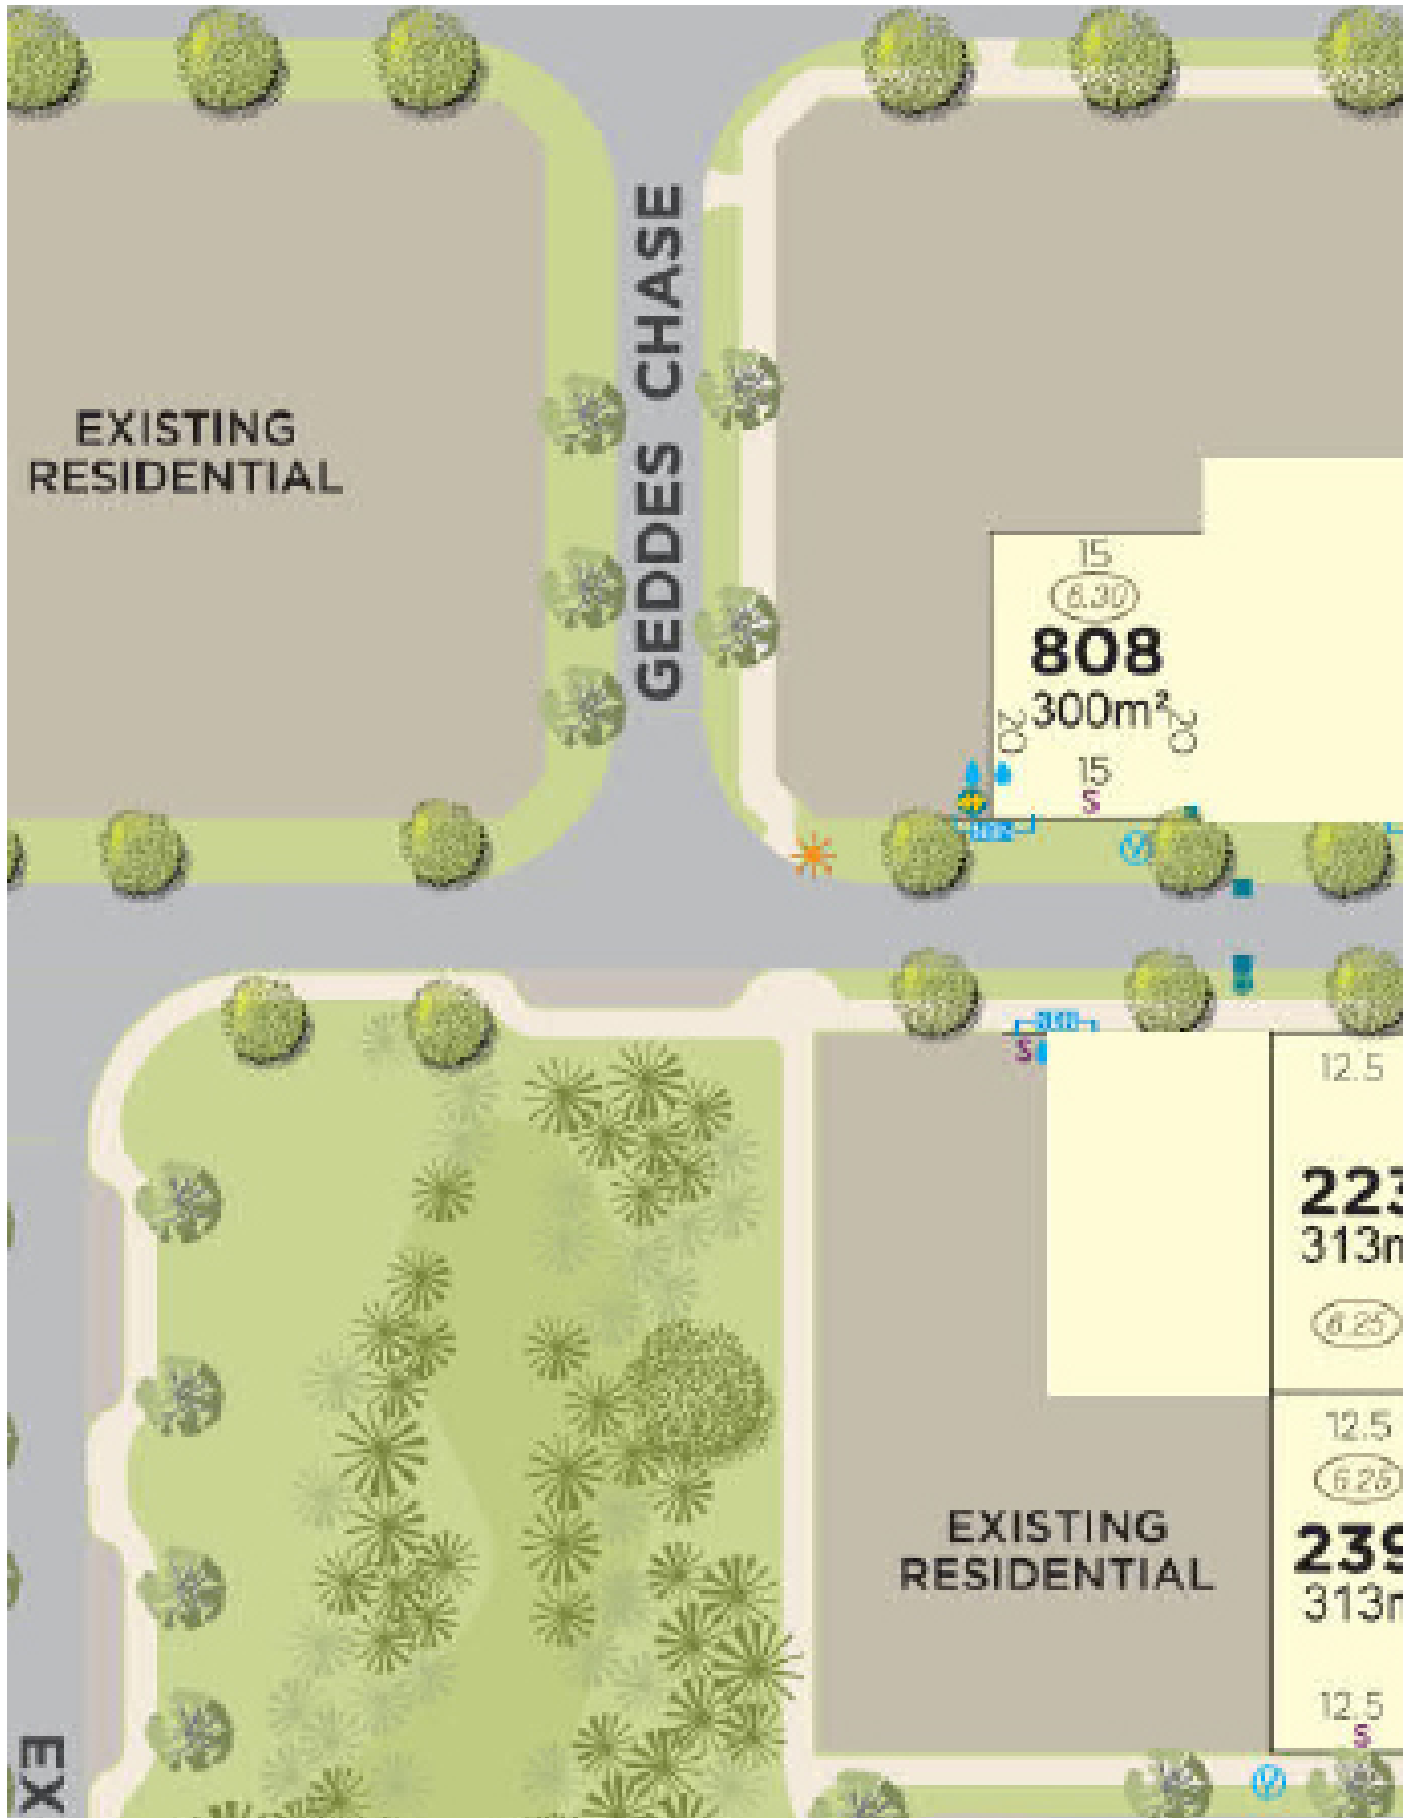 GEDDES CHASE
EXISTING
RESIDENTIAL
15
6.30
808
300m²
20
20
15
S
S
12.5
223
313m
6.25
12.5
6.25
239
313m
EXISTING
RESIDENTIAL
12.5
S
EX